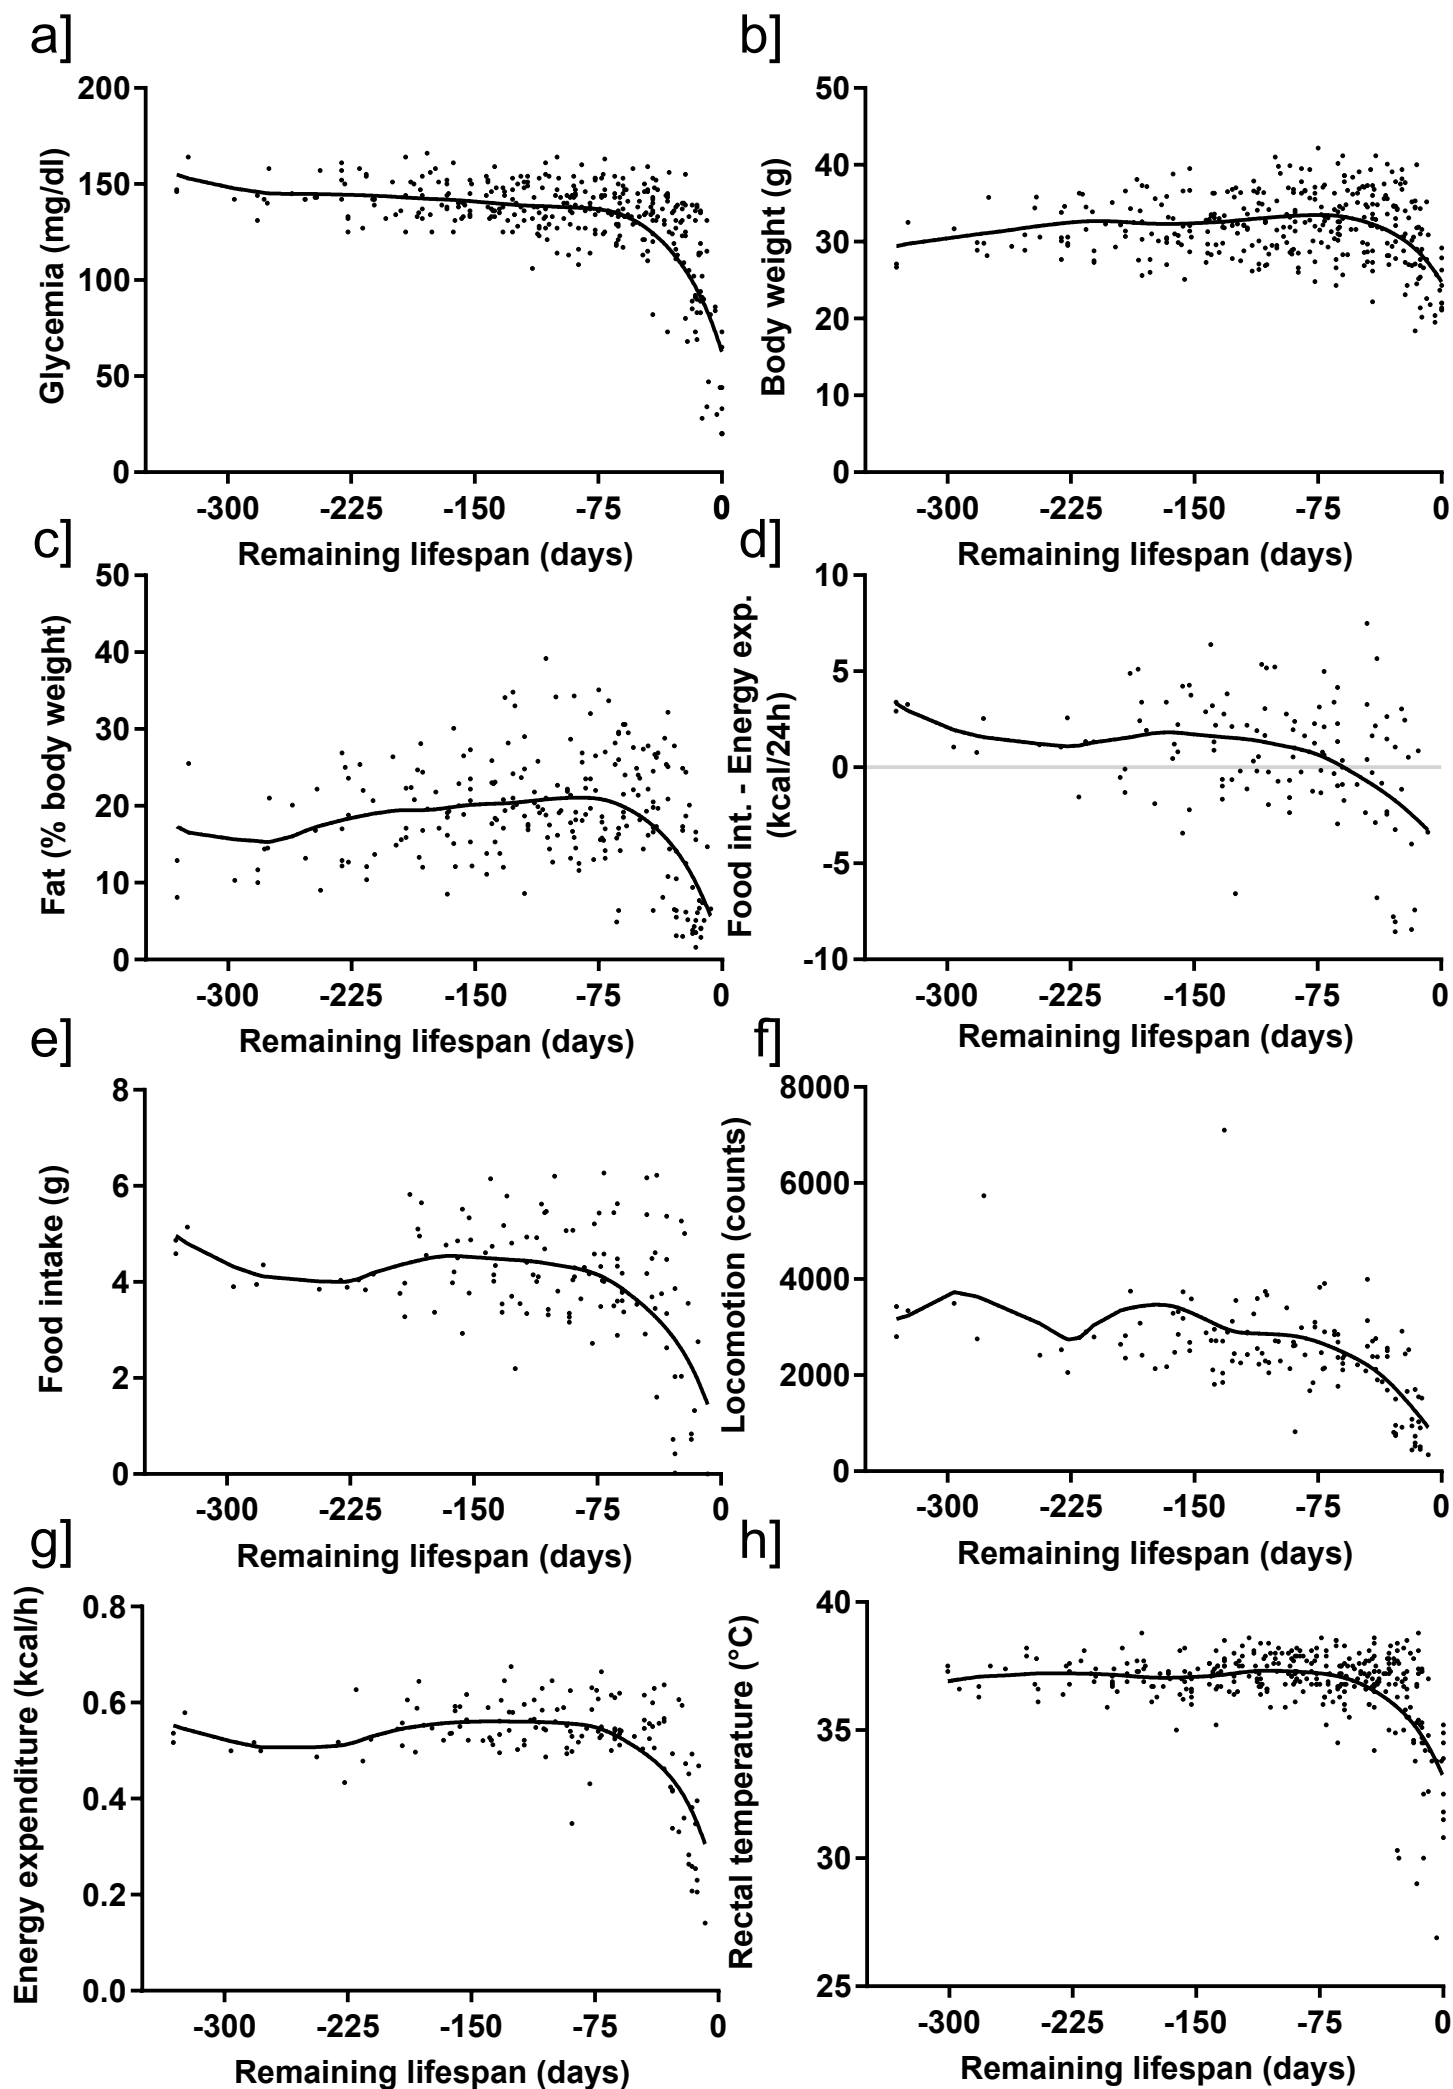 a]
200
150
100
50
0
Glycemia (mg/dl)
-300 -225 -150 -75 0
Remaining lifespan (days)
b]
50
40
30
20
10
0
Body weight (g)
-300 -225 -150 -75 0
Remaining lifespan (days)
c]
50
40
30
20
10
0
Fat (% body weight)
-300 -225 -150 -75 0
Remaining lifespan (days)
d]
10
5
0
-5
-10
Food int. - Energy exp.
(kcal/24h)
-300 -225 -150 -75 0
Remaining lifespan (days)
e]
8
6
4
2
0
Food intake (g)
-300 -225 -150 -75 0
Remaining lifespan (days)
f]
8000
6000
4000
2000
0
Locomotion (counts)
-300 -225 -150 -75 0
Remaining lifespan (days)
g]
0.8
0.6
0.4
0.2
0.0
Energy expenditure (kcal/h)
-300 -225 -150 -75 0
Remaining lifespan (days)
h]
40
35
30
25
Rectal temperature (°C)
-300 -225 -150 -75 0
Remaining lifespan (days)